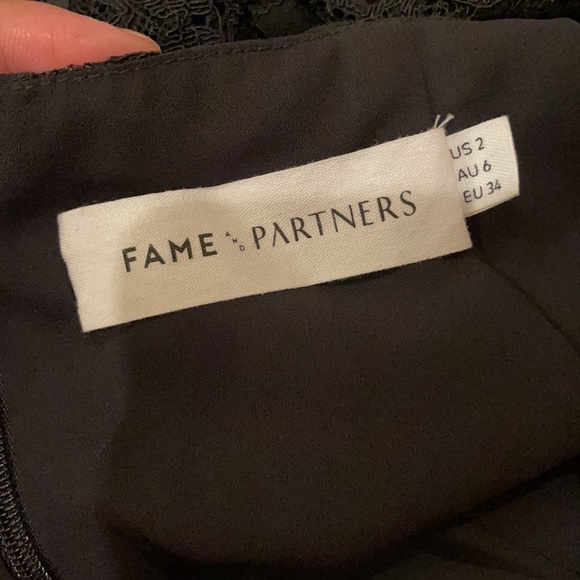 FAME AND PARTNERS
US 2
AU 6
EU 34